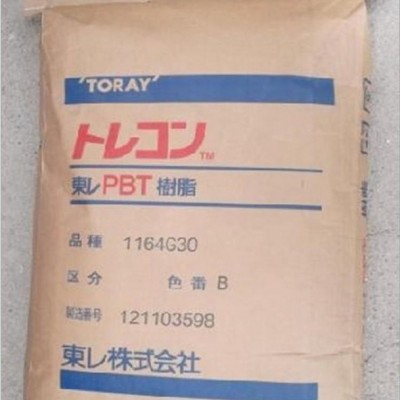 'TORAY'
トレコン™
東レPBT樹脂
品種 1164G30
区分 色番 B
製造番号 121103598
東レ株式会社